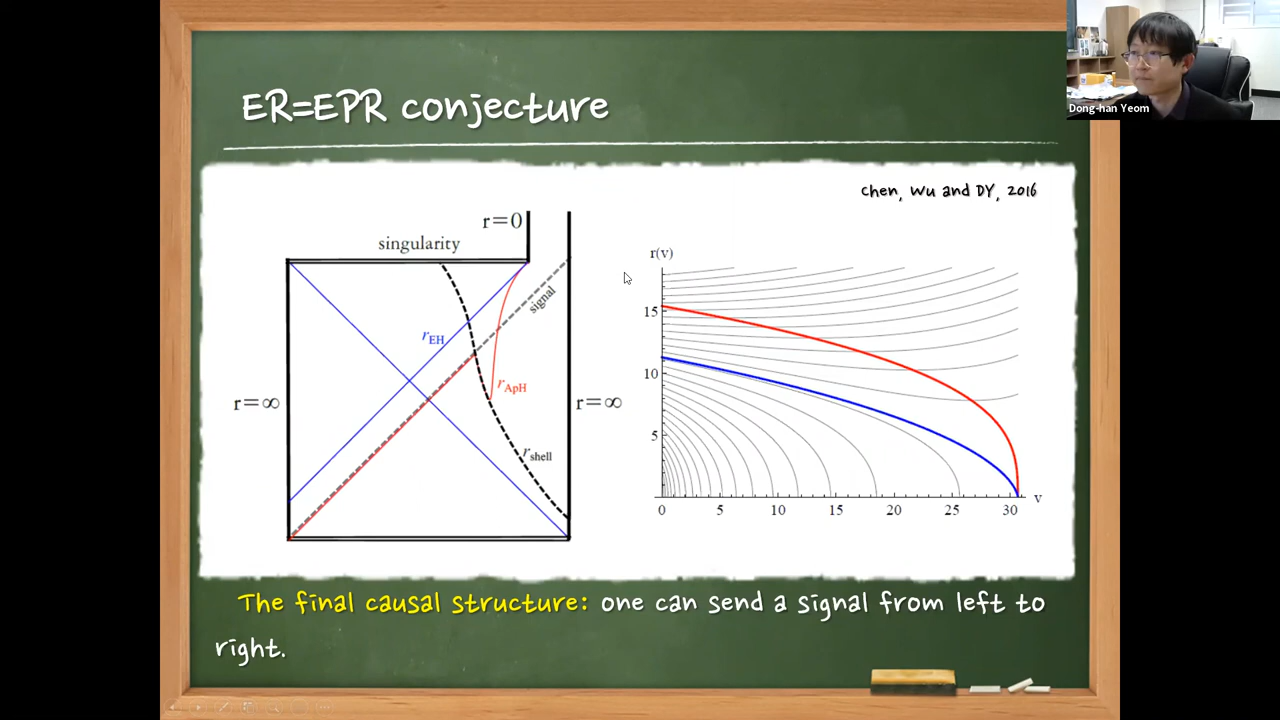 Dong-han Yeom
ER=EPR conjecture
Chen, Wu and DY, 2016
r=0
singularity
signal
r_EH
r_ApH
r=∞
r=∞
r_shell
r(v)
15
10
5
0
5
10
15
20
25
30
v
The final causal structure: one can send a signal from left to
right.